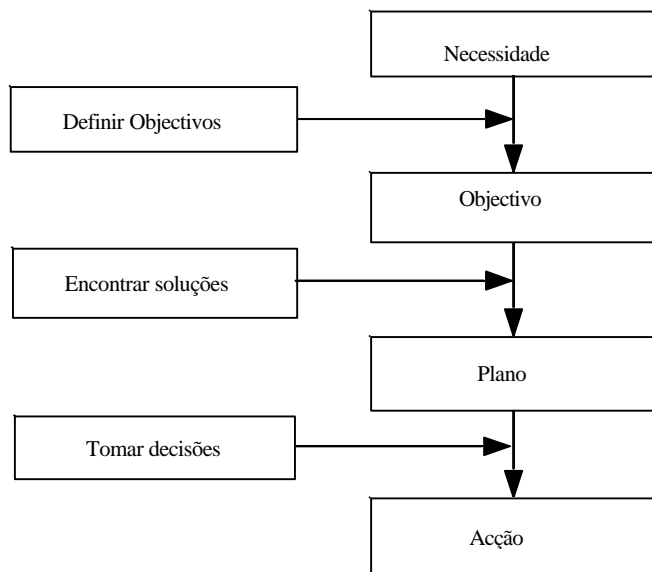 Necessidade
Definir Objectivos
Objectivo
Encontrar soluções
Plano
Tomar decisões
Acção